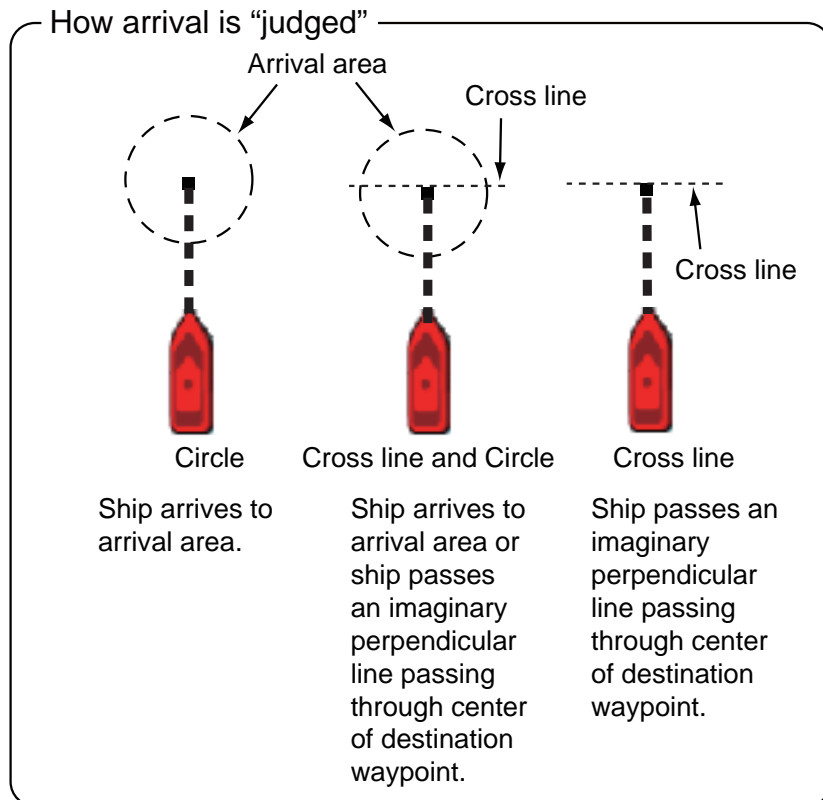 How arrival is “judged”
Arrival area
Cross line
Cross line
Circle
Ship arrives to
arrival area.
Cross line and Circle
Ship arrives to
arrival area or
ship passes
an imaginary
perpendicular
line passing
through center
of destination
waypoint.
Cross line
Ship passes an
imaginary
perpendicular
line passing
through center
of destination
waypoint.